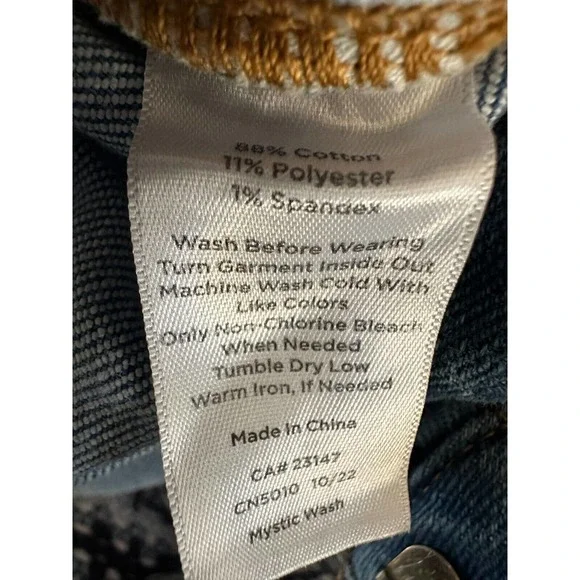 88% Cotton
11% Polyester
1% Spandex
Wash Before Wearing
Turn Garment Inside Out
Machine Wash Cold With
Like Colors
Only Non-Chlorine Bleach
When Needed
Tumble Dry Low
Warm Iron, If Needed
Made in China
CA# 23147
CN5010 10/22
Mystic Wash